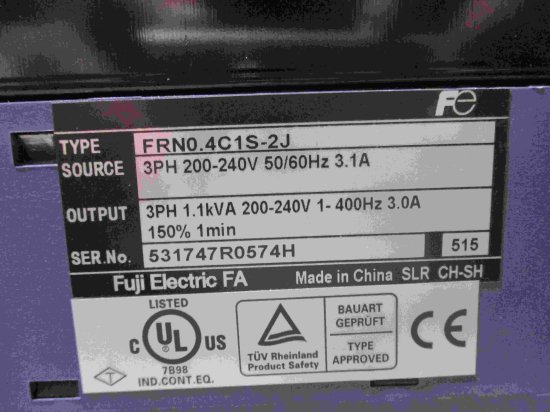 Fe
TYPE FRN0.4C1S-2J
SOURCE 3PH 200-240V 50/60Hz 3.1A
OUTPUT 3PH 1.1kVA 200-240V 1- 400Hz 3.0A
150% 1min
SER.No. 531747R0574H 515
Fuji Electric FA Made in China SLR CH-SH
LISTED
C UL US
7B98
IND.CONT.EQ.
TÜV Rheinland
Product Safety
BAUART
GEPRÜFT
TYPE
APPROVED
CE
T